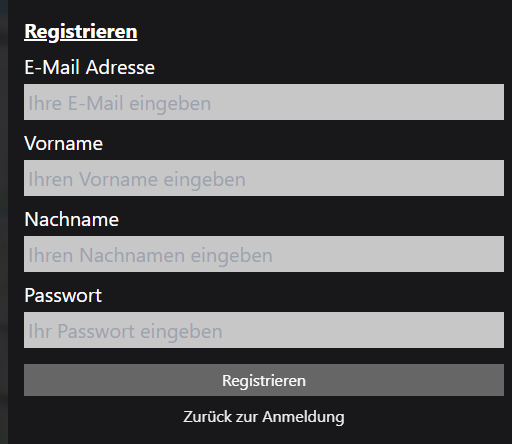 Registrieren
E-Mail Adresse
Ihre E-Mail eingeben
Vorname
Ihren Vorname eingeben
Nachname
Ihren Nachnamen eingeben
Passwort
Ihr Passwort eingeben
Registrieren
Zurück zur Anmeldung